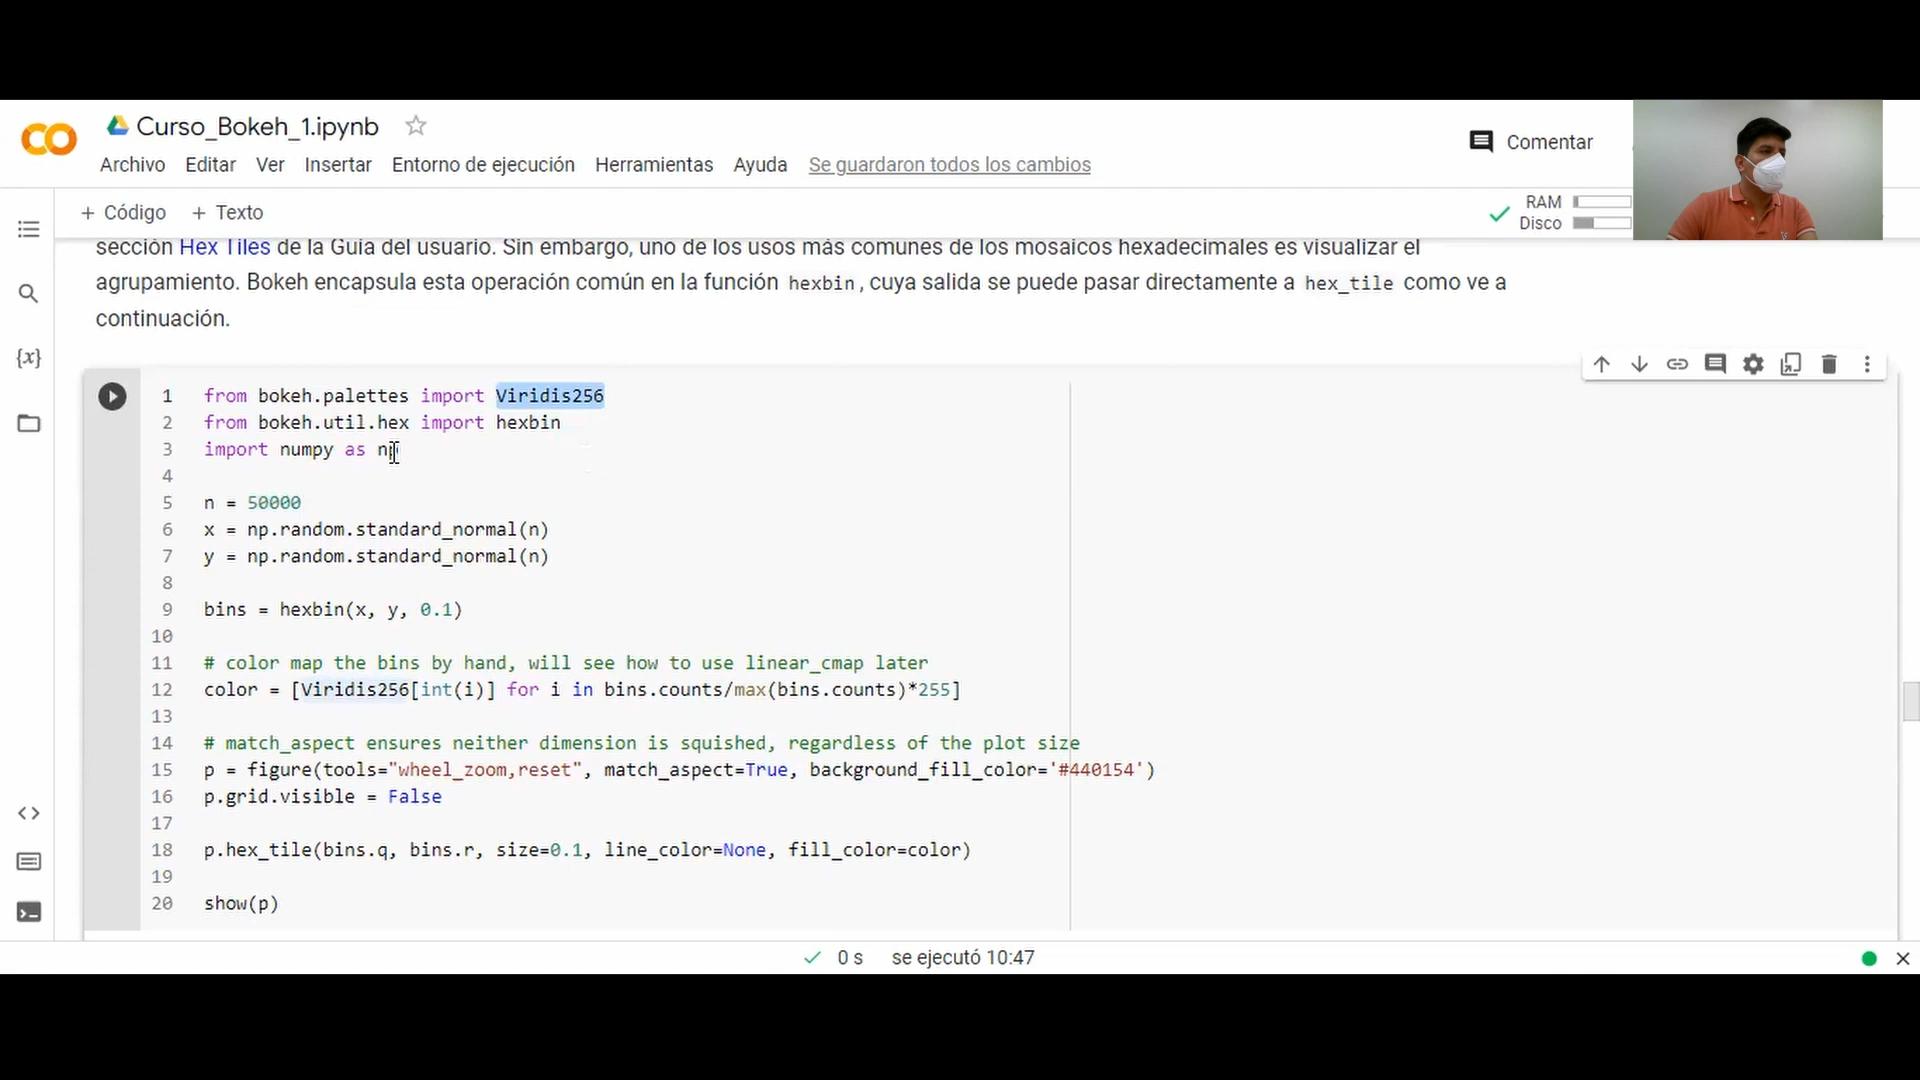 Curso_Bokeh_1.ipynb
Comentar
Archivo Editar Ver Insertar Entorno de ejecución Herramientas Ayuda Se guardaron todos los cambios
+ Código + Texto
RAM
Disco
sección Hex Tiles de la Guía del usuario. Sin embargo, uno de los usos más comunes de los mosaicos hexadecimales es visualizar el
agrupamiento. Bokeh encapsula esta operación común en la función hexbin, cuya salida se puede pasar directamente a hex_tile como ve a
continuación.
1 from bokeh.palettes import Viridis256
2 from bokeh.util.hex import hexbin
3 import numpy as np
4
5 n = 50000
6 x = np.random.standard_normal(n)
7 y = np.random.standard_normal(n)
8
9 bins = hexbin(x, y, 0.1)
10
11 # color map the bins by hand, will see how to use linear_cmap later
12 color = [Viridis256[int(i)] for i in bins.counts/max(bins.counts)*255]
13
14 # match_aspect ensures neither dimension is squished, regardless of the plot size
15 p = figure(tools="wheel_zoom,reset", match_aspect=True, background_fill_color='#440154')
16 p.grid.visible = False
17
18 p.hex_tile(bins.q, bins.r, size=0.1, line_color=None, fill_color=color)
19
20 show(p)
0 s se ejecutó 10:47